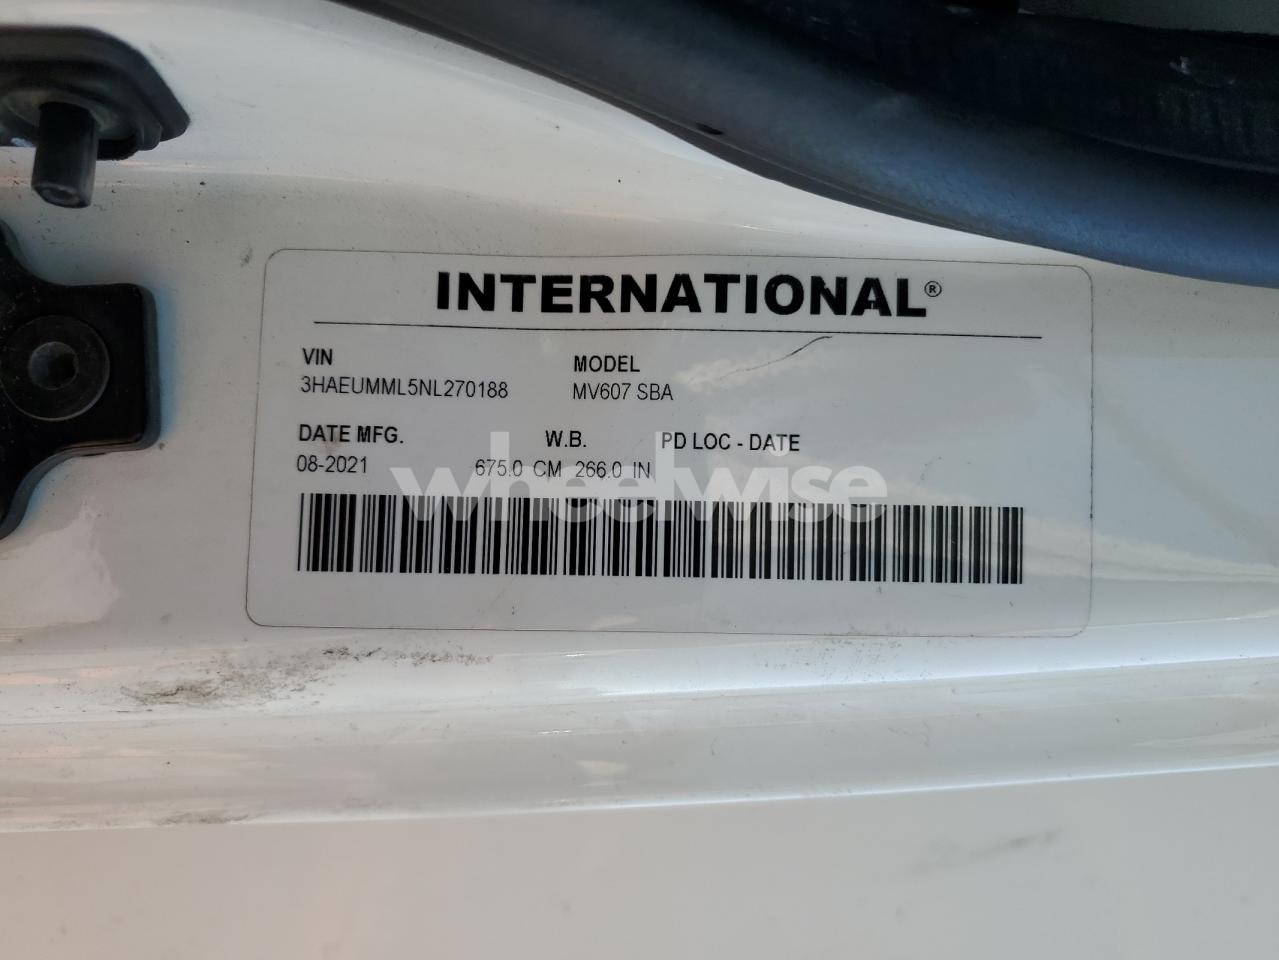 INTERNATIONAL®
VIN MODEL
3HAEUMML5NL270188 MV607 SBA
DATE MFG. W.B. PD LOC - DATE
08-2021 675.0 CM 266.0 IN
wheelwise